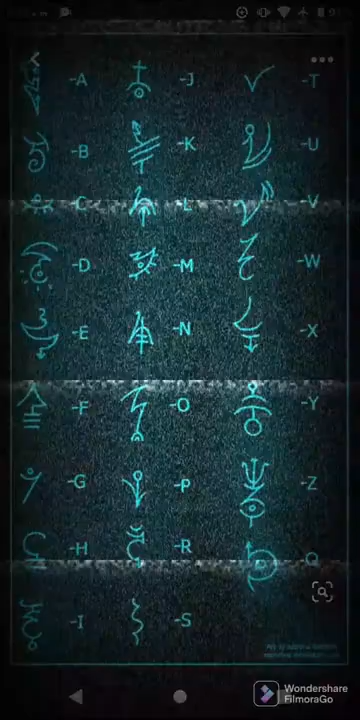 -A -J -T
-B -K -U
-C -L -V
-D -M -W
-E -N -X
-F -O -Y
-G -P -Z
-H -R Q
-I -S
Wondershare
FilmoraGo